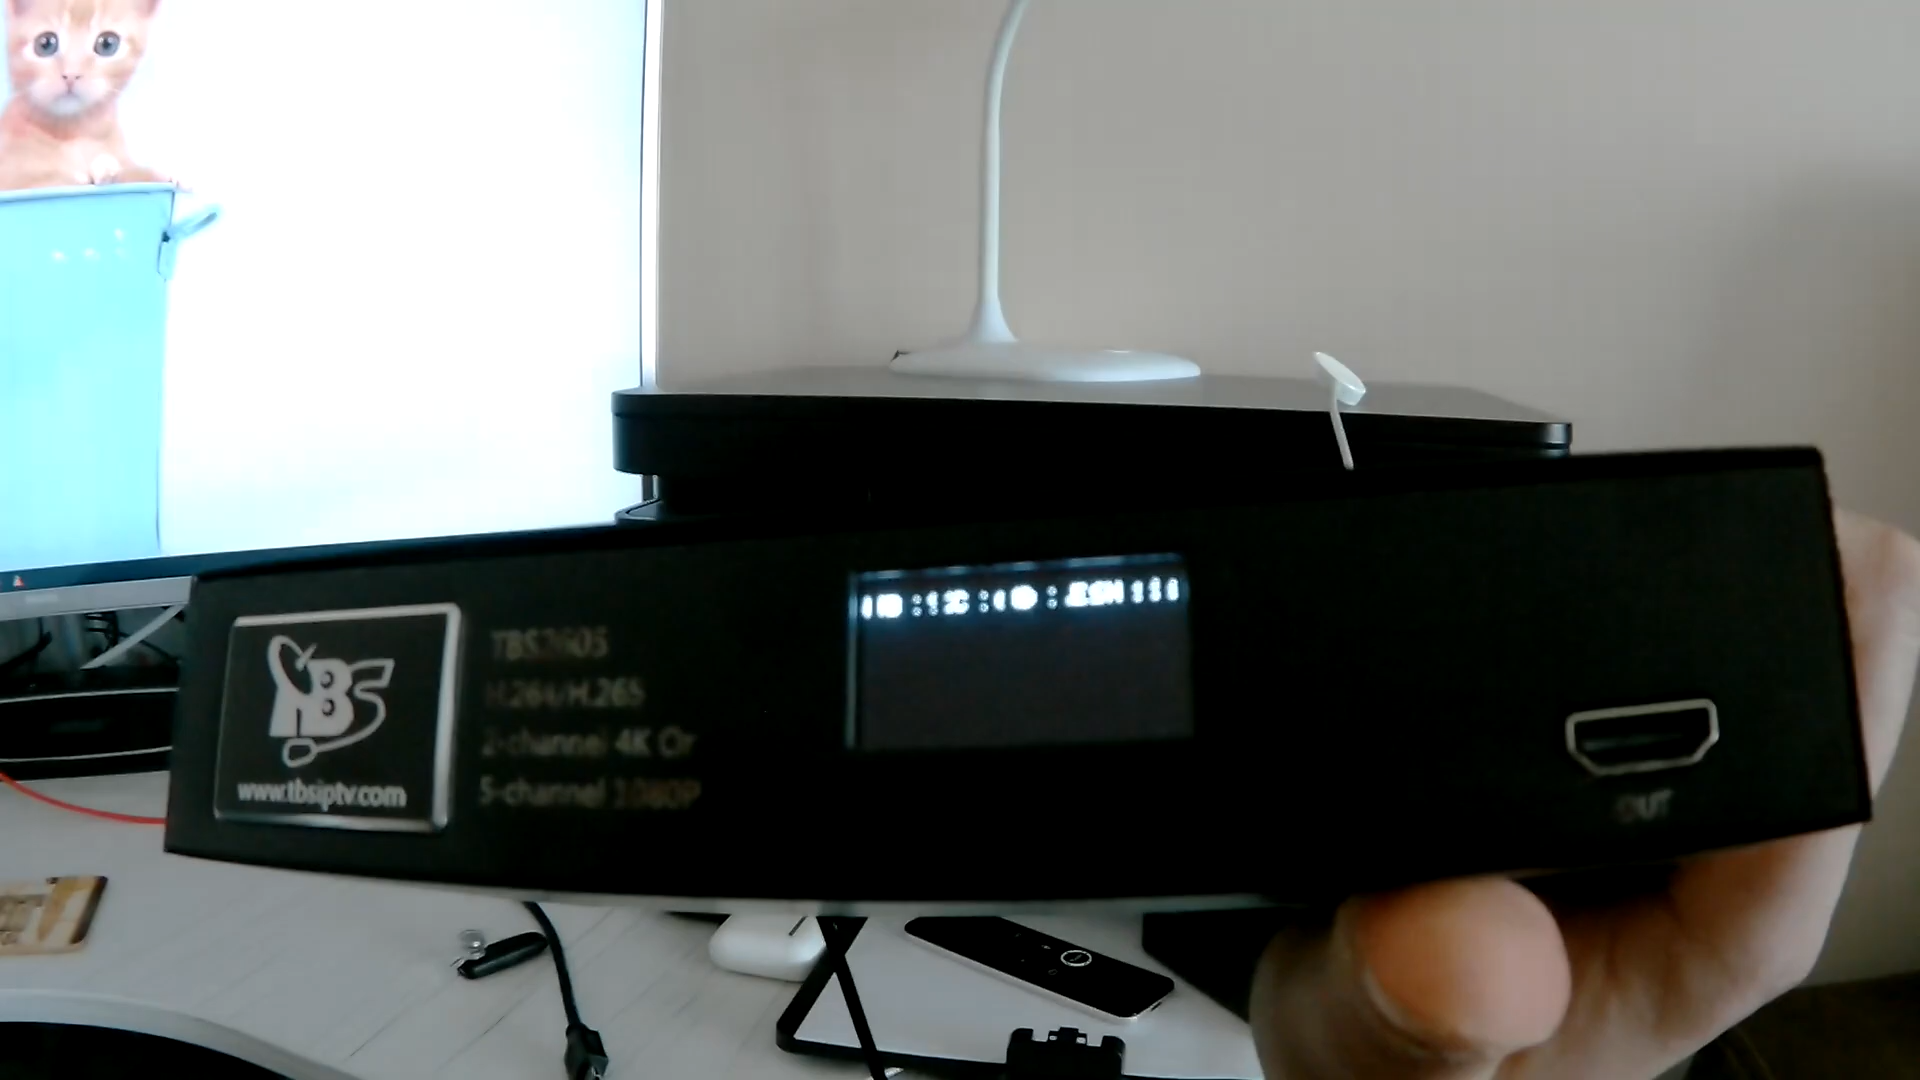 TBS
www.tbsiptv.com
TBS2605
H.264/H.265
2-channel 4K Or
5-channel 1080P
OUT